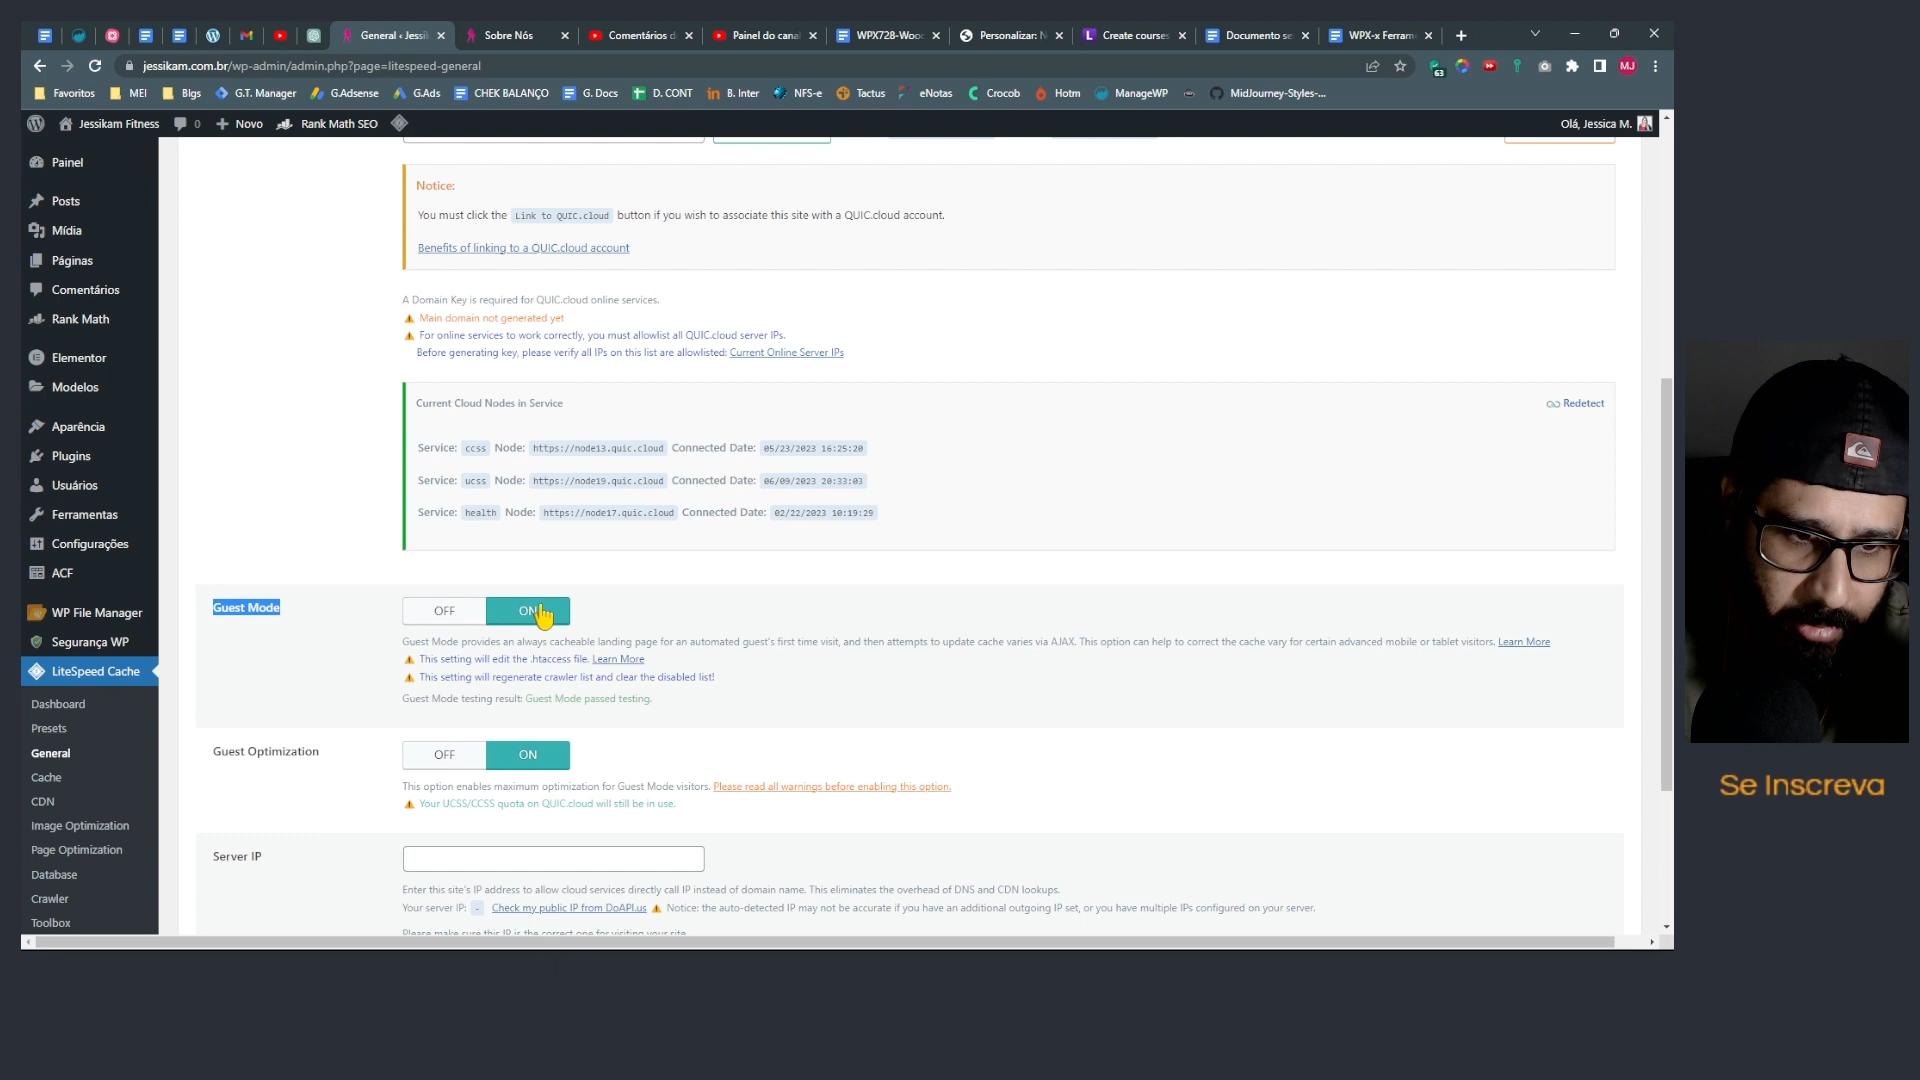 General ‹ Jessi
Sobre Nós
Comentários d
Painel do cana
WPX728-Wooc
Personalizar: N
Create courses
Documento se
WPX-x Ferram
jessikam.com.br/wp-admin/admin.php?page=litespeed-general
63
MJ
Favoritos
MEI
Blgs
G.T. Manager
G.Adsense
G.Ads
CHEK BALANÇO
G. Docs
D. CONT
B. Inter
NFS-e
Tactus
eNotas
Crocob
Hotm
ManageWP
MidJourney-Styles-...
Jessikam Fitness
0
Novo
Rank Math SEO
Olá, Jessica M.
Painel
Posts
Mídia
Páginas
Comentários
Rank Math
Elementor
Modelos
Aparência
Plugins
Usuários
Ferramentas
Configurações
ACF
WP File Manager
Segurança WP
LiteSpeed Cache
Dashboard
Presets
General
Cache
CDN
Image Optimization
Page Optimization
Database
Crawler
Toolbox
Notice:
You must click the Link to QUIC.cloud button if you wish to associate this site with a QUIC.cloud account.
Benefits of linking to a QUIC.cloud account
A Domain Key is required for QUIC.cloud online services.
Main domain not generated yet
For online services to work correctly, you must allowlist all QUIC.cloud server IPs.
Before generating key, please verify all IPs on this list are allowlisted: Current Online Server IPs
Current Cloud Nodes in Service
Redetect
Service: ccss Node: https://node13.quic.cloud Connected Date: 05/23/2023 16:25:20
Service: ucss Node: https://node19.quic.cloud Connected Date: 06/09/2023 20:33:03
Service: health Node: https://node17.quic.cloud Connected Date: 02/22/2023 10:19:29
Guest Mode
OFF
ON
Guest Mode provides an always cacheable landing page for an automated guest's first time visit, and then attempts to update cache varies via AJAX. This option can help to correct the cache vary for certain advanced mobile or tablet visitors. Learn More
This setting will edit the .htaccess file. Learn More
This setting will regenerate crawler list and clear the disabled list!
Guest Mode testing result: Guest Mode passed testing.
Guest Optimization
OFF
ON
This option enables maximum optimization for Guest Mode visitors. Please read all warnings before enabling this option.
Your UCSS/CCSS quota on QUIC.cloud will still be in use.
Server IP
Enter this site's IP address to allow cloud services directly call IP instead of domain name. This eliminates the overhead of DNS and CDN lookups.
Your server IP: - Check my public IP from DoAPI.us Notice: the auto-detected IP may not be accurate if you have an additional outgoing IP set, or you have multiple IPs configured on your server.
Please make sure this IP is the correct one for visiting your site.
Se Inscreva